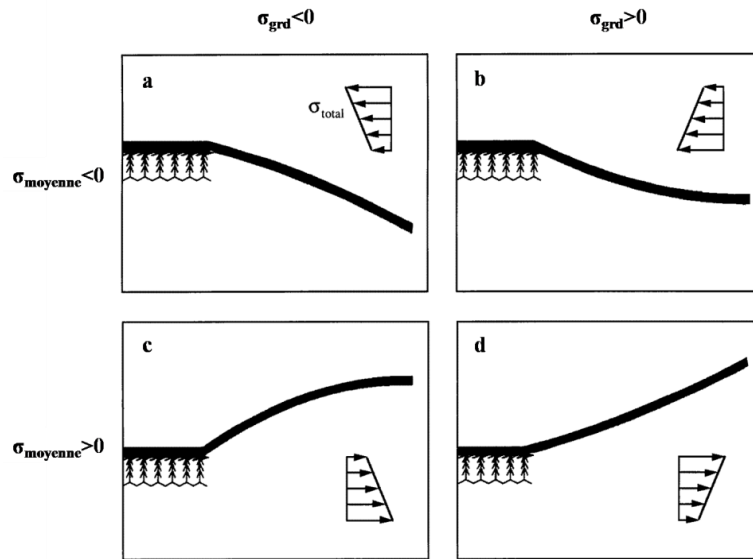 σgrd<0 σgrd>0
a b
σtotal
σmoyenne<0
c d
σmoyenne>0